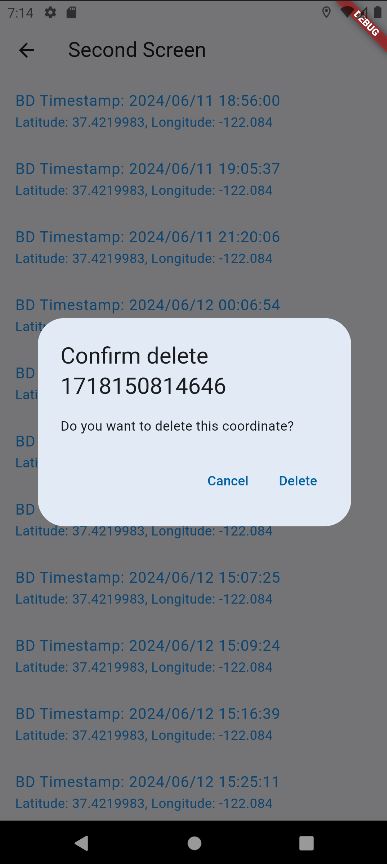 7:14
DEBUG
Second Screen
BD Timestamp: 2024/06/11 18:56:00
Latitude: 37.4219983, Longitude: -122.084
BD Timestamp: 2024/06/11 19:05:37
Latitude: 37.4219983, Longitude: -122.084
BD Timestamp: 2024/06/11 21:20:06
Latitude: 37.4219983, Longitude: -122.084
BD Timestamp: 2024/06/12 00:06:54
Confirm delete
1718150814646
Do you want to delete this coordinate?
Cancel Delete
BD
Lati
BD
Lati
BD
Latitude: 37.4219983, Longitude: -122.084
BD Timestamp: 2024/06/12 15:07:25
Latitude: 37.4219983, Longitude: -122.084
BD Timestamp: 2024/06/12 15:09:24
Latitude: 37.4219983, Longitude: -122.084
BD Timestamp: 2024/06/12 15:16:39
Latitude: 37.4219983, Longitude: -122.084
BD Timestamp: 2024/06/12 15:25:11
Latitude: 37.4219983, Longitude: -122.084